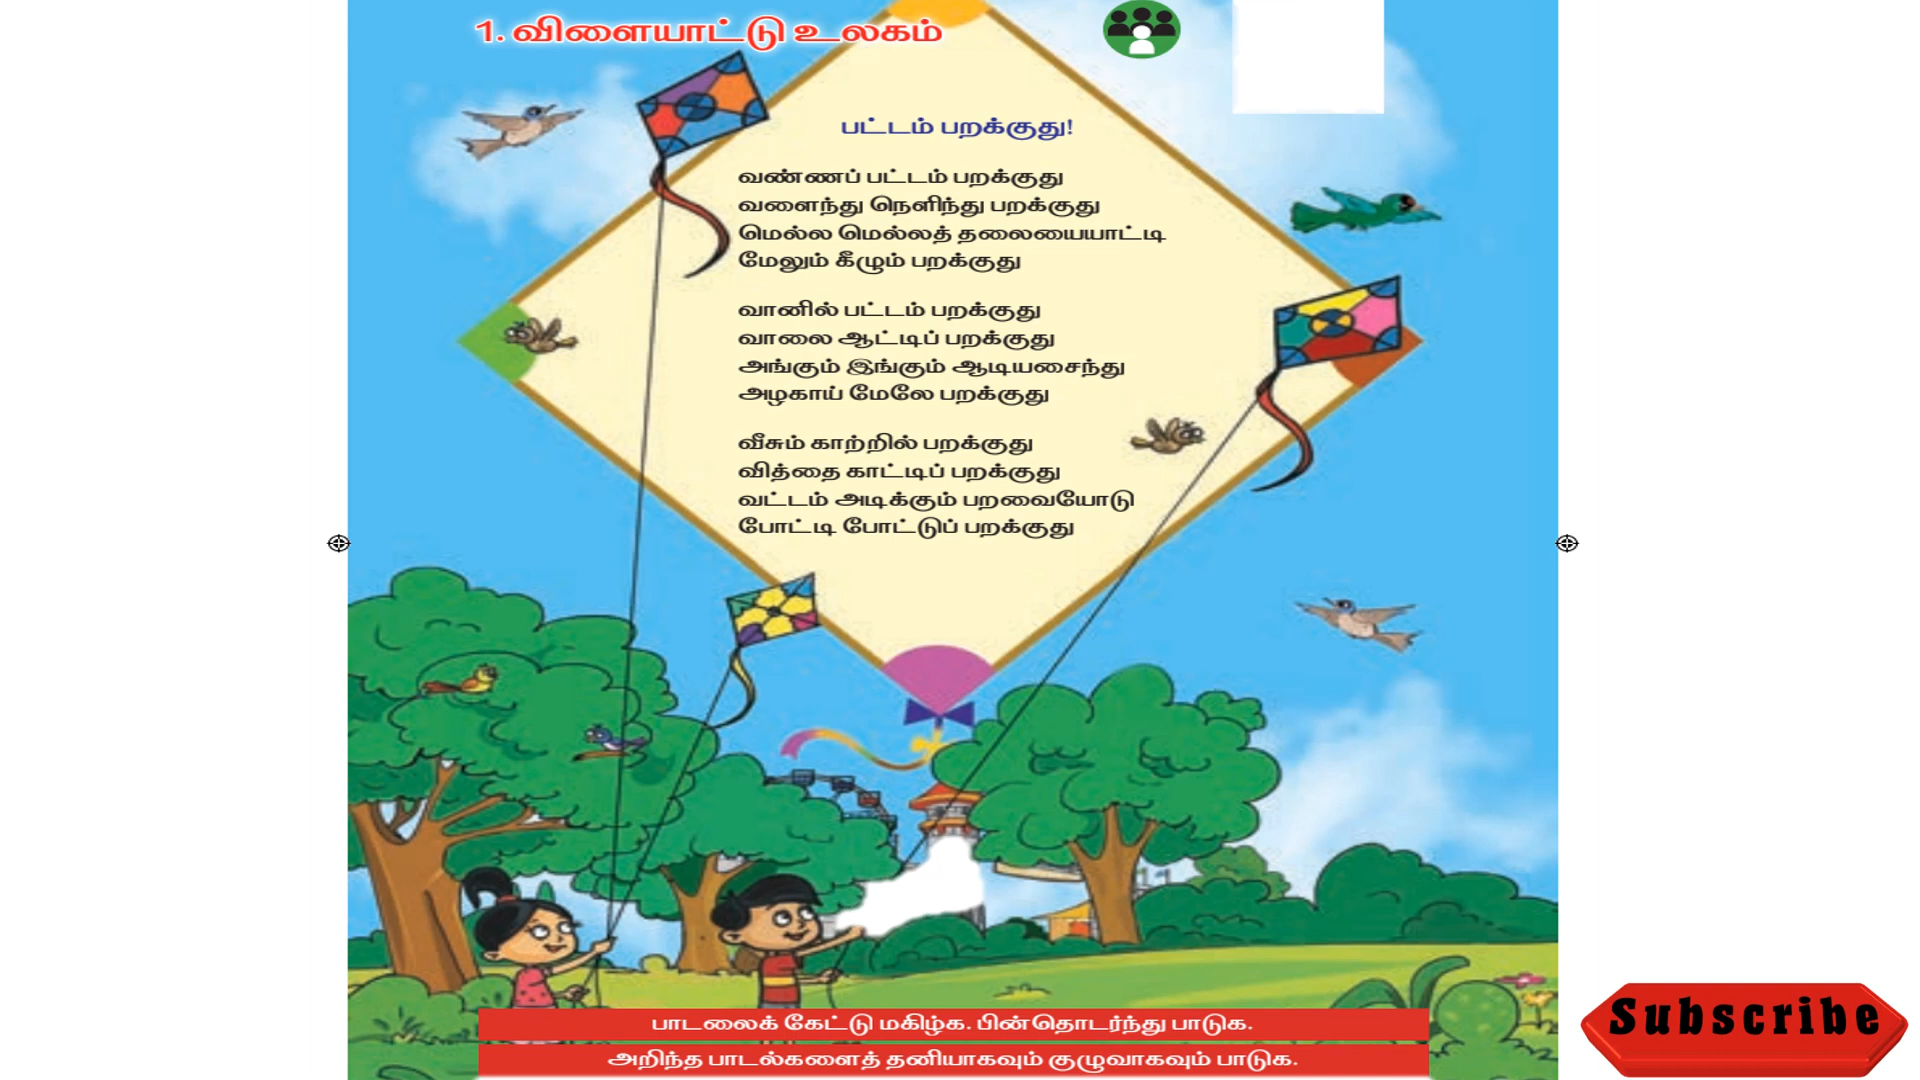 1. விளையாட்டு உலகம்
பட்டம் பறக்குது!
வண்ணப் பட்டம் பறக்குது
வளைந்து நெளிந்து பறக்குது
மெல்ல மெல்லத் தலையையாட்டி
மேலும் கீழும் பறக்குது
வானில் பட்டம் பறக்குது
வாலை ஆட்டிப் பறக்குது
அங்கும் இங்கும் ஆடியசைந்து
அழகாய் மேலே பறக்குது
வீசும் காற்றில் பறக்குது
வித்தை காட்டிப் பறக்குது
வட்டம் அடிக்கும் பறவையோடு
போட்டி போட்டுப் பறக்குது
பாடலைக் கேட்டு மகிழ்க. பின்தொடர்ந்து பாடுக.
அறிந்த பாடல்களைத் தனியாகவும் குழுவாகவும் பாடுக.
Subscribe